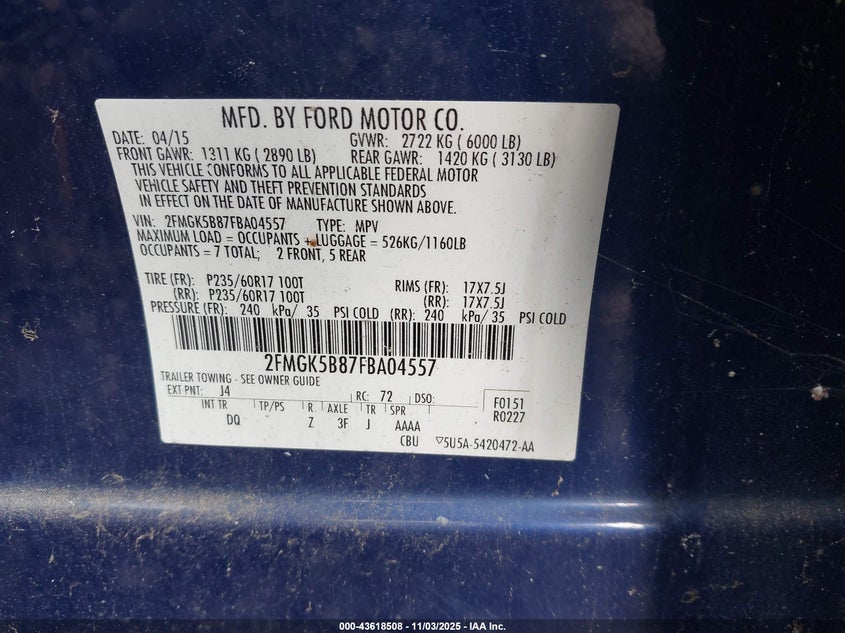 MFD. BY FORD MOTOR CO.
DATE: 04/15 GVWR: 2722 KG ( 6000 LB)
FRONT GAWR: 1311 KG ( 2890 LB) REAR GAWR: 1420 KG ( 3130 LB)
THIS VEHICLE CONFORMS TO ALL APPLICABLE FEDERAL MOTOR
VEHICLE SAFETY AND THEFT PREVENTION STANDARDS
IN EFFECT ON THE DATE OF MANUFACTURE SHOWN ABOVE.
VIN: 2FMGK5B87FBA04557 TYPE: MPV
MAXIMUM LOAD = OCCUPANTS + LUGGAGE = 526KG/1160LB
OCCUPANTS = 7 TOTAL; 2 FRONT, 5 REAR
TIRE (FR): P235/60R17 100T RIMS (FR): 17X7.5J
(RR): P235/60R17 100T (RR): 17X7.5J
PRESSURE (FR): 240 kPa/ 35 PSI COLD (RR): 240 kPa/ 35 PSI COLD
2FMGK5B87FBA04557
TRAILER TOWING - SEE OWNER GUIDE
EXT PNT: J4 RC: 72 DSO: F0151
INT TR TP/PS R AXLE TR SPR R0227
DQ Z 3F J AAAA
CBU 5U5A-5420472-AA
000-43618508 - 11/03/2025 - IAA Inc.